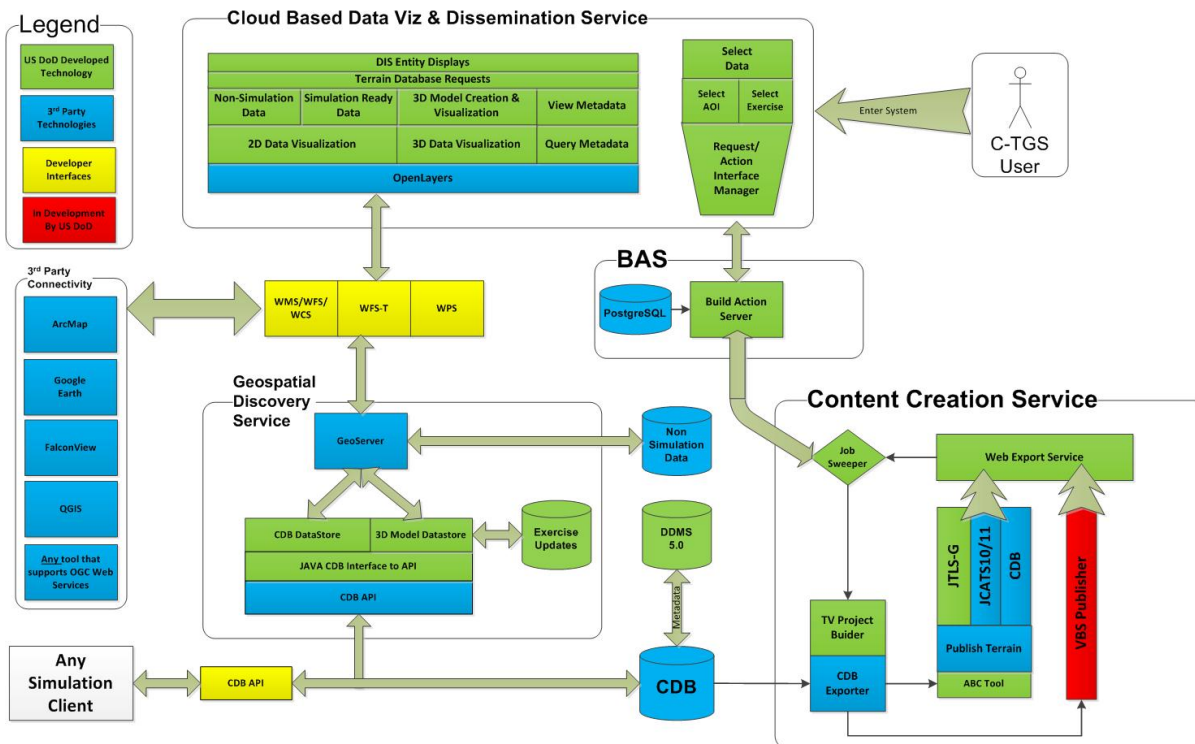 Legend
US DoD Developed
Technology
3rd Party
Technologies
Developer
Interfaces
In Development
By US DoD
Cloud Based Data Viz & Dissemination Service
DIS Entity Displays
Terrain Database Requests
Non-Simulation
Data
Simulation Ready
Data
3D Model Creation &
Visualization
View Metadata
2D Data Visualization
3D Data Visualization
Query Metadata
OpenLayers
Select
Data
Select
AOI
Select
Exercise
Request/
Action
Interface
Manager
Enter System
C-TGS
User
3rd Party
Connectivity
ArcMap
Google
Earth
FalconView
QGIS
Any tool that
supports OGC Web
Services
WMS/WFS/
WCS
WFS-T
WPS
BAS
PostgreSQL
Build Action
Server
Geospatial
Discovery
Service
GeoServer
Non
Simulation
Data
CDB DataStore
3D Model Datastore
JAVA CDB Interface to API
CDB API
Exercise
Updates
DDMS
5.0
Metadata
Content Creation Service
Job
Sweeper
Web Export Service
JTLS-G
JCATS10/11
CDB
VBS Publisher
TV Project
Buider
CDB
Exporter
Publish Terrain
ABC Tool
Any
Simulation
Client
CDB API
CDB